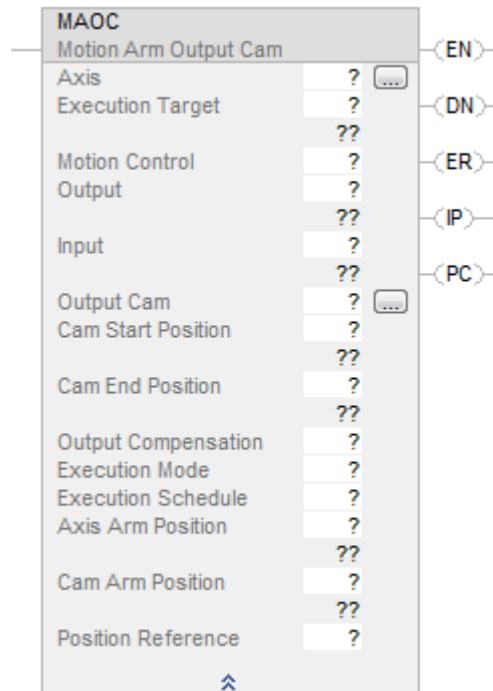 MAOC
Motion Arm Output Cam
(EN)
Axis ? ...
Execution Target ?
(DN)
??
Motion Control ?
(ER)
Output ?
??
(IP)
Input ?
??
(PC)
Output Cam ? ...
Cam Start Position ?
??
Cam End Position ?
??
Output Compensation ?
Execution Mode ?
Execution Schedule ?
Axis Arm Position ?
??
Cam Arm Position ?
??
Position Reference ?